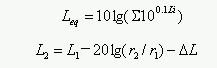 L_eq = 10lg(Σ10^0.1Li)
L_2 = L_1 − 20lg(r_2 / r_1) − ΔL